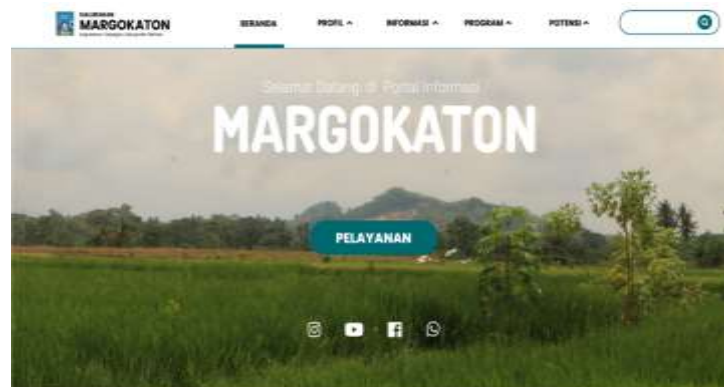 KALURAHAN
MARGOKATON
BERANDA
PROFIL
INFORMASI
PROGRAM
POTENSI
Selamat Datang di Portal Informasi
MARGOKATON
PELAYANAN